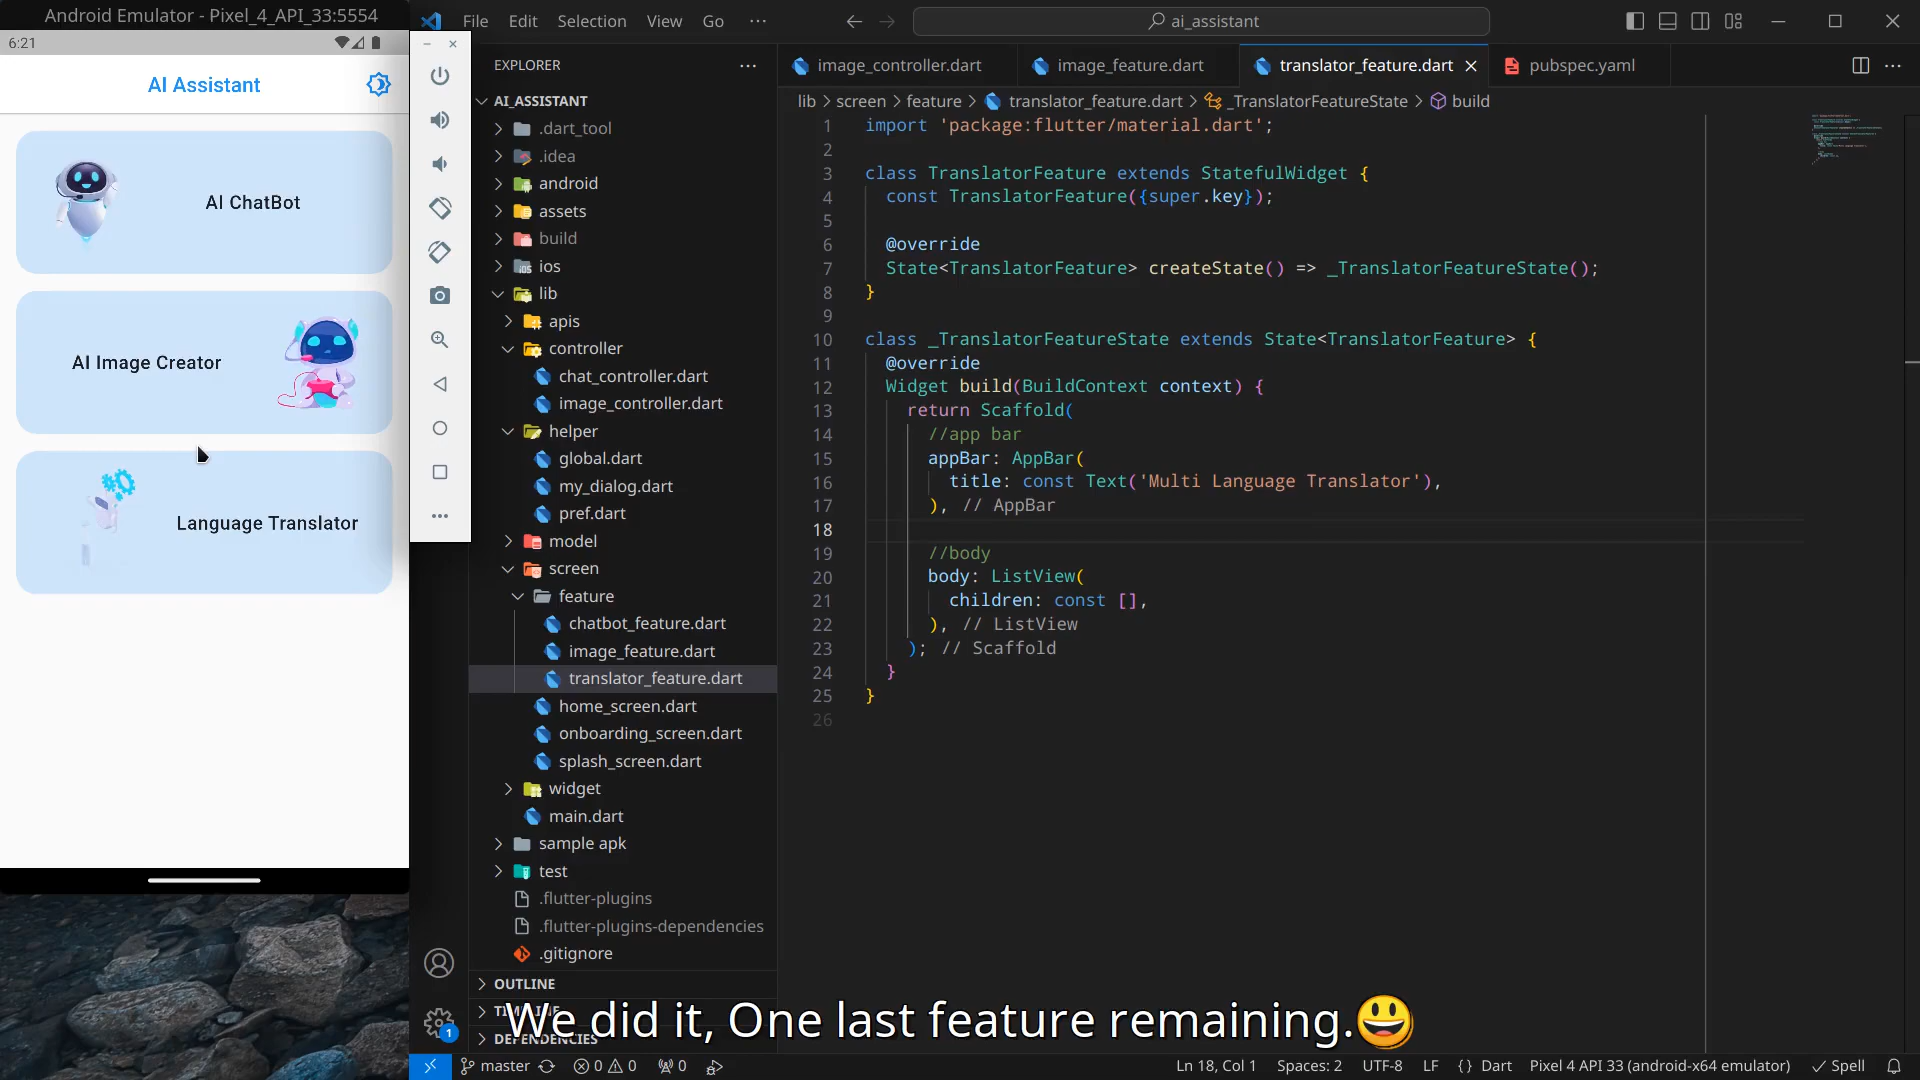 Android Emulator - Pixel_4_API_33:5554
6:21
AI Assistant
AI ChatBot
AI Image Creator
Language Translator
File Edit Selection View Go
ai_assistant
EXPLORER
AI_ASSISTANT
.dart_tool
.idea
android
assets
build
ios
lib
apis
controller
chat_controller.dart
image_controller.dart
helper
global.dart
my_dialog.dart
pref.dart
model
screen
feature
chatbot_feature.dart
image_feature.dart
translator_feature.dart
home_screen.dart
onboarding_screen.dart
splash_screen.dart
widget
main.dart
sample apk
test
.flutter-plugins
.flutter-plugins-dependencies
.gitignore
OUTLINE
DEPENDENCIES
image_controller.dart image_feature.dart translator_feature.dart pubspec.yaml
lib > screen > feature > translator_feature.dart > _TranslatorFeatureState > build
1 import 'package:flutter/material.dart';
2
3 class TranslatorFeature extends StatefulWidget {
4 const TranslatorFeature({super.key});
5
6 @override
7 State<TranslatorFeature> createState() => _TranslatorFeatureState();
8 }
9
10 class _TranslatorFeatureState extends State<TranslatorFeature> {
11 @override
12 Widget build(BuildContext context) {
13 return Scaffold(
14 //app bar
15 appBar: AppBar(
16 title: const Text('Multi Language Translator'),
17 ), // AppBar
18
19 //body
20 body: ListView(
21 children: const [],
22 ), // ListView
23 ); // Scaffold
24 }
25 }
26
We did it, One last feature remaining.😃
1
master 0 0 0 Ln 18, Col 1 Spaces: 2 UTF-8 LF {} Dart Pixel 4 API 33 (android-x64 emulator) Spell